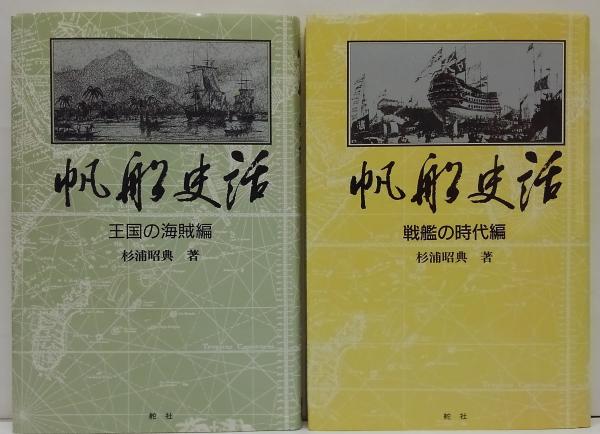 帆船史話
王国の海賊編
杉浦昭典 著
舵社
帆船史話
戦艦の時代編
杉浦昭典 著
舵社